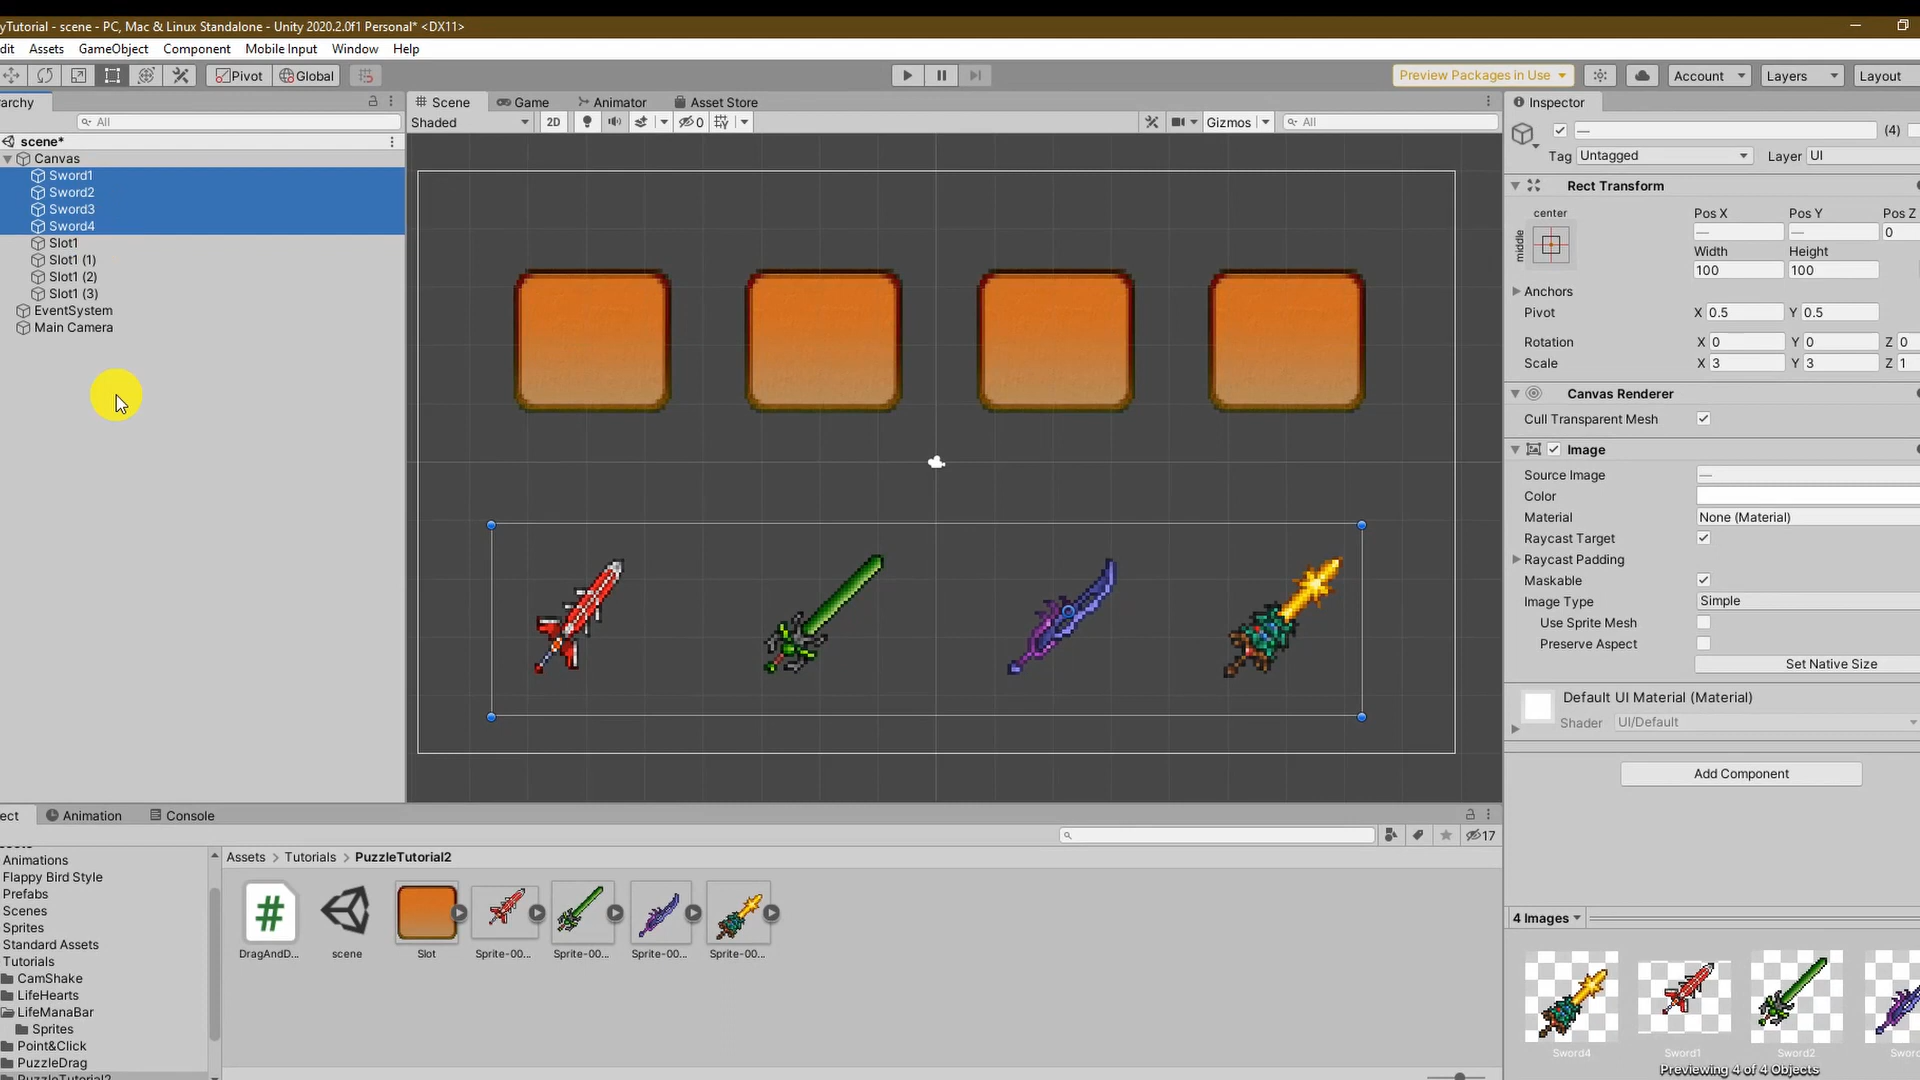 yTutorial - scene - PC, Mac & Linux Standalone - Unity 2020.2.0f1 Personal* <DX11>
dit Assets GameObject Component Mobile Input Window Help
Pivot Global Preview Packages in Use Account Layers Layout
rarchy
All
scene*
Canvas
Sword1
Sword2
Sword3
Sword4
Slot1
Slot1 (1)
Slot1 (2)
Slot1 (3)
EventSystem
Main Camera
Scene Game Animator Asset Store
Shaded 2D 0 Gizmos All
Inspector
— (4)
Tag Untagged Layer UI
Rect Transform
center
middle
Pos X Pos Y Pos Z
— — 0
Width Height
100 100
Anchors
Pivot X 0.5 Y 0.5
Rotation X 0 Y 0 Z 0
Scale X 3 Y 3 Z 1
Canvas Renderer
Cull Transparent Mesh
Image
Source Image —
Color
Material None (Material)
Raycast Target
Raycast Padding
Maskable
Image Type Simple
Use Sprite Mesh
Preserve Aspect
Set Native Size
Default UI Material (Material)
Shader UI/Default
Add Component
4 Images
Sword4 Sword1 Sword2 Swor
Previewing 4 of 4 Objects
ect Animation Console
17
Animations
Flappy Bird Style
Prefabs
Scenes
Sprites
Standard Assets
Tutorials
CamShake
LifeHearts
LifeManaBar
Sprites
Point&Click
PuzzleDrag
PuzzleTutorial2
Assets > Tutorials > PuzzleTutorial2
#
DragAndD... scene Slot Sprite-00... Sprite-00... Sprite-00... Sprite-00...